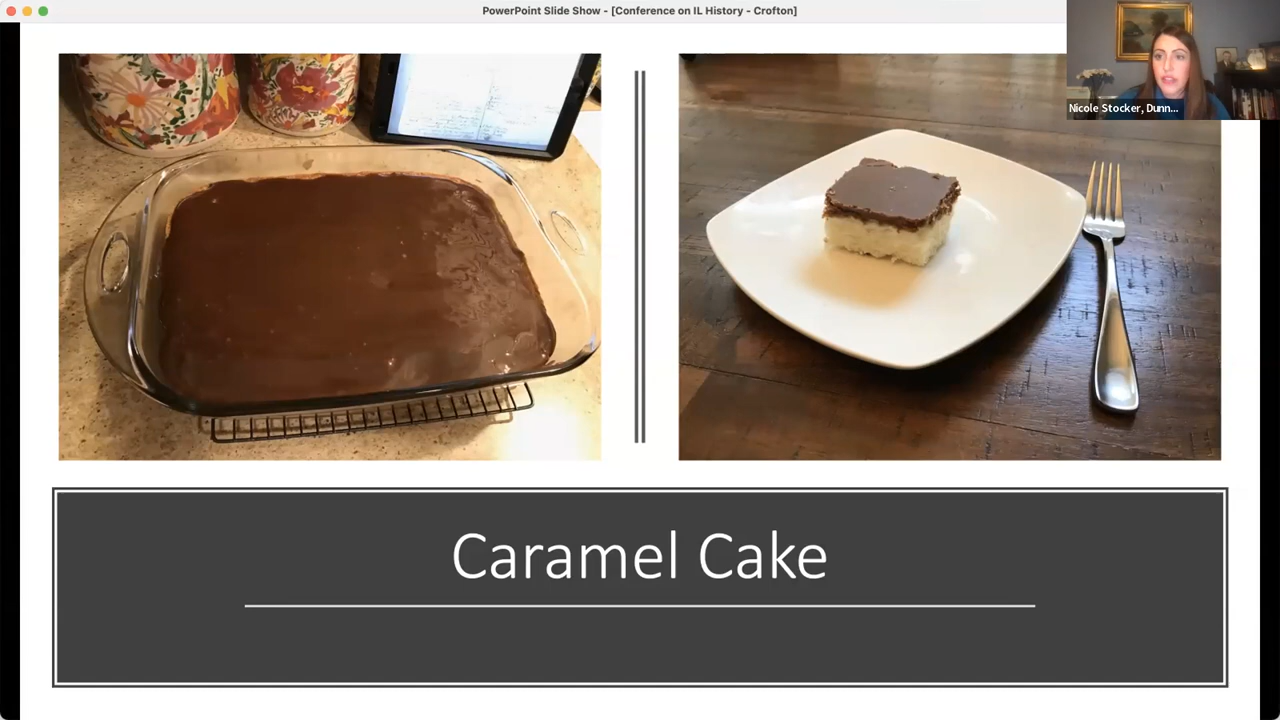 PowerPoint Slide Show - [Conference on IL History - Crofton]
Nicole Stocker, Dunn...
Caramel Cake